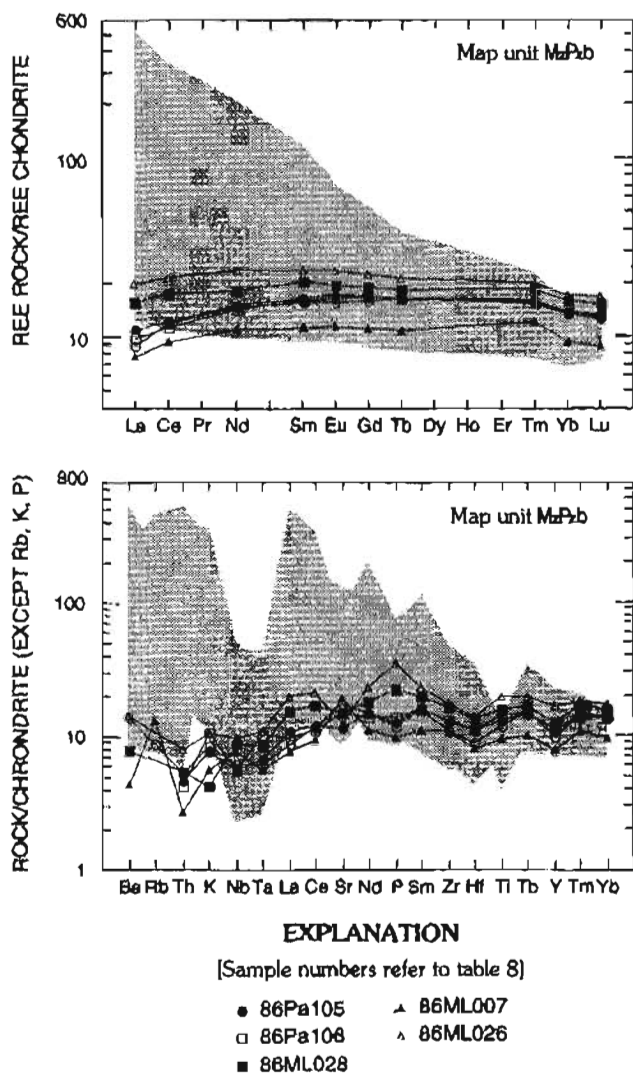 600
Map unit MzPzb
100
10
REE ROCK/REE CHONDRITE
La Ce Pr Nd Sm Eu Gd Tb Dy Ho Er Tm Yb Lu
800
Map unit MzPzb
100
10
1
ROCK/CHRONDRITE (EXCEPT Rb, K, P)
Ba Rb Th K Nb Ta La Ce Sr Nd P Sm Zr Hf Ti Tb Y Tm Yb
EXPLANATION
[Sample numbers refer to table 8]
86Pa105 86ML007
86Pa106 86ML026
86ML028